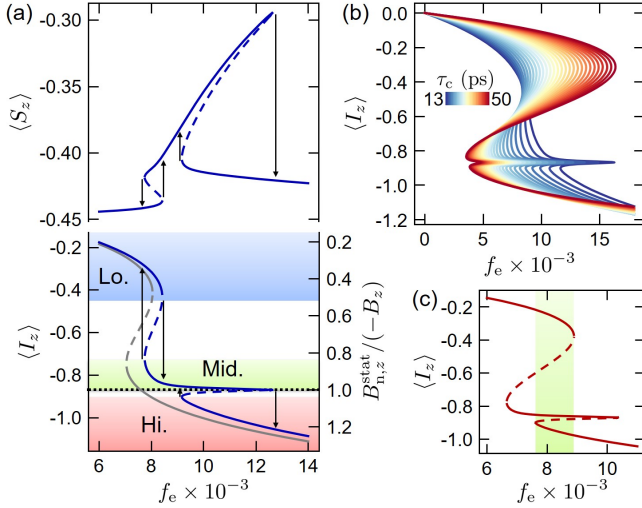 (a)
⟨S_z⟩
-0.30
-0.35
-0.40
-0.45
-0.2
-0.4
-0.6
-0.8
-1.0
⟨I_z⟩
Lo.
Mid.
Hi.
0.2
0.4
0.6
0.8
1.0
1.2
B_{n,z}^{stat}/(-B_z)
6
8
10
12
14
f_e × 10^{-3}
(b)
⟨I_z⟩
0.0
-0.2
-0.4
-0.6
-0.8
-1.0
-1.2
τ_c (ps)
13 50
0
5
10
15
f_e × 10^{-3}
(c)
⟨I_z⟩
-0.2
-0.4
-0.6
-0.8
-1.0
6
8
10
f_e × 10^{-3}